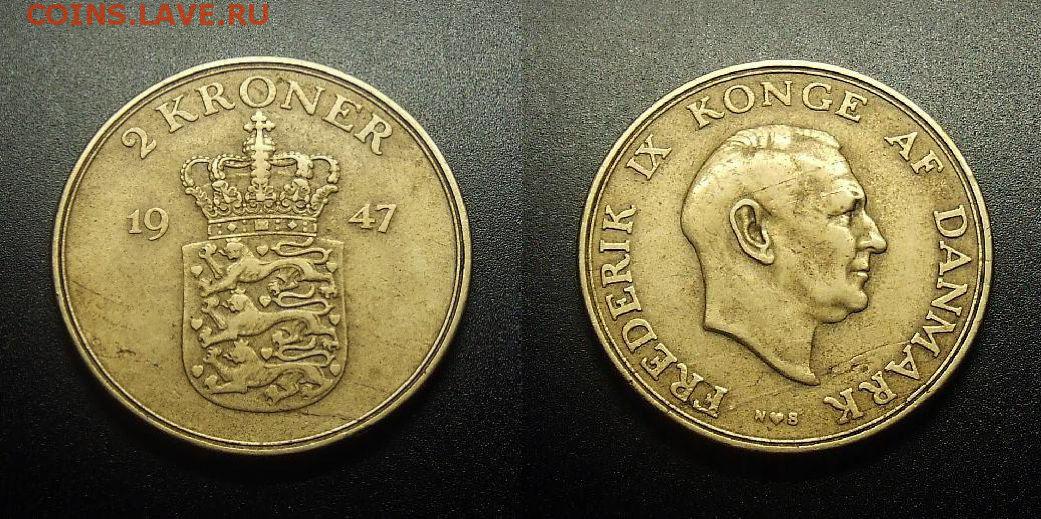 COINS.LAVE.RU
2 KRONER
19 47
FREDERIK IX KONGE AF DANMARK
N♥S